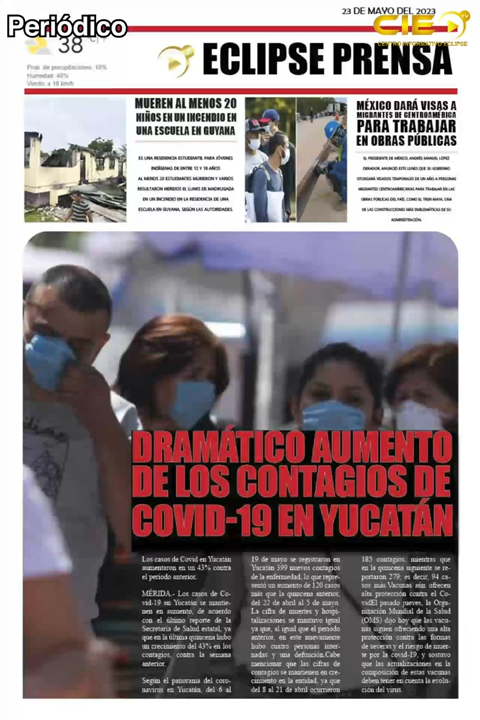 Periódico
23 DE MAYO DEL 2023
CIE TV
CENTRO INFORMATIVO ECLIPSE
38
°C | °F
Prob. de precipitaciones: 10%
Humedad: 40%
Viento: a 18 km/h
ECLIPSE PRENSA
MUEREN AL MENOS 20
NIÑOS EN UN INCENDIO EN
UNA ESCUELA EN GUYANA
ES UNA RESIDENCIA ESTUDIANTIL PARA JÓVENES
INDÍGENAS DE ENTRE 12 Y 18 AÑOS
AL MENOS 20 ESTUDIANTES MURIERON Y VARIOS
RESULTARON HERIDOS EL LUNES DE MADRUGADA
EN UN INCENDIO EN LA RESIDENCIA DE UNA
ESCUELA EN GUYANA, SEGÚN LAS AUTORIDADES.
MÉXICO DARÁ VISAS A
MIGRANTES DE CENTROAMÉRICA
PARA TRABAJAR
EN OBRAS PÚBLICAS
EL PRESIDENTE DE MÉXICO, ANDRÉS MANUEL LÓPEZ
OBRADOR, ANUNCIÓ ESTE LUNES QUE SU GOBIERNO
OTORGARÁ VISADOS TEMPORALES DE UN AÑO A PERSONAS
MIGRANTES CENTROAMERICANAS PARA TRABAJAR EN LAS
OBRAS PÚBLICAS DEL PAÍS, COMO EL TREN MAYA, UNA
DE LAS CONSTRUCCIONES MÁS EMBLEMÁTICAS DE SU
ADMINISTRACIÓN.
DRAMÁTICO AUMENTO
DE LOS CONTAGIOS DE
COVID-19 EN YUCATÁN
Los casos de Covid en Yucatán
aumentaron en un 43% contra
el periodo anterior.
MÉRIDA.- Los casos de Co-
vid-19 en Yucatán se mantie-
nen en aumento, de acuerdo
con el último reporte de la
Secretaría de Salud estatal, ya
que en la última quincena hubo
un crecimiento del 43% en los
contagios, contra la semana
anterior.
Según el panorama del coro-
navirus en Yucatán, del 6 al
19 de mayo se registraron en
Yucatán 399 nuevos contagios
de la enfermedad, lo que repre-
sentó un aumento de 120 casos
más que la quincena anterior,
del 22 de abril al 5 de mayo.
La cifra de muertes y hospi-
talizaciones se mantuvo igual
ya que, al igual que el periodo
anterior, en este nuevamente
hubo cuatro personas inter-
nadas y una defunción.Cabe
mencionar que las cifras de
contagio se mantienen en cre-
cimiento en la entidad, ya que
del 8 al 21 de abril ocurrieron
185 contagios, mientras que
en la quincena siguiente se re-
portaron 279; es decir, 94 ca-
sos más.Vacunas aún ofrecen
alta protección contra el Co-
vidEl pasado jueves, la Orga-
nización Mundial de la Salud
(OMS) dijo hoy que las vacu-
nas siguen ofreciendo una alta
protección contra las formas
de severas y el riesgo de muer-
te por la covid-19, y sostuvo
que las actualizaciones en la
composición de estas vacunas
deben tener en cuenta la evolu-
ción del virus.